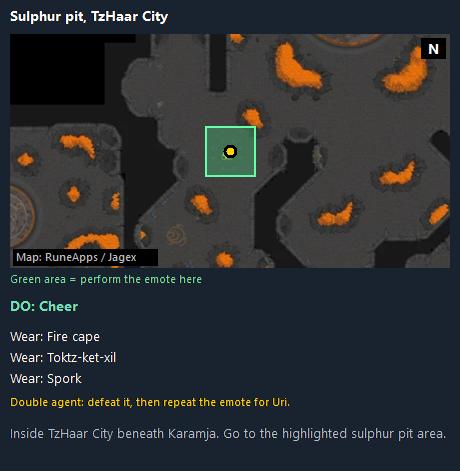 Sulphur pit, TzHaar City
N
Map: RuneApps / Jagex
Green area = perform the emote here
DO: Cheer
Wear: Fire cape
Wear: Toktz-ket-xil
Wear: Spork
Double agent: defeat it, then repeat the emote for Uri.
Inside TzHaar City beneath Karamja. Go to the highlighted sulphur pit area.